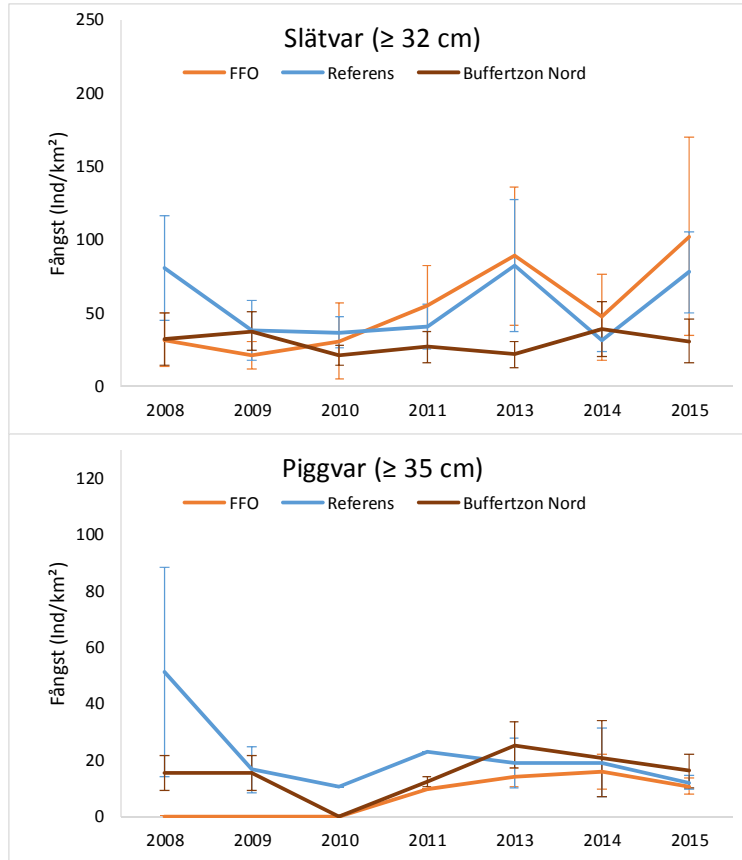 Slätvar (≥ 32 cm)
FFO Referens Buffertzon Nord
Fångst (Ind/km²)
250
200
150
100
50
0
2008 2009 2010 2011 2013 2014 2015
Piggvar (≥ 35 cm)
FFO Referens Buffertzon Nord
Fångst (Ind/km²)
120
100
80
60
40
20
0
2008 2009 2010 2011 2013 2014 2015